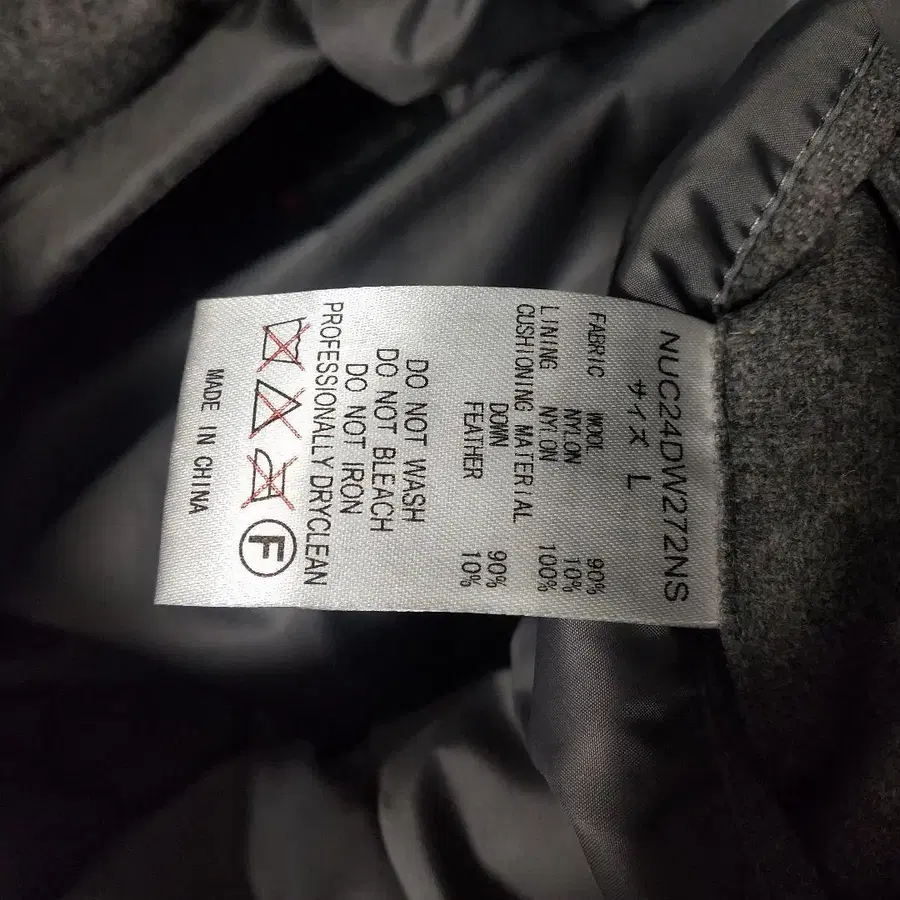 NUC24DW272NS
サイズ L
FABRIC WOOL 90%
NYLON 10%
LINING NYLON 100%
CUSHIONING MATERIAL
DOWN 90%
FEATHER 10%
DO NOT WASH
DO NOT BLEACH
DO NOT IRON
PROFESSIONALLY DRYCLEAN
F
MADE IN CHINA